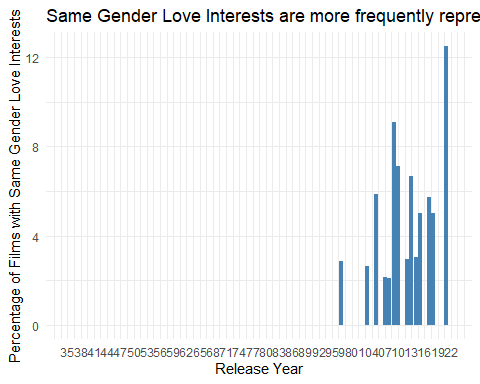 Same Gender Love Interests are more frequently repre
Percentage of Films with Same Gender Love Interests
12
8
4
0
353841444750535659626568717477808386899295980104071013161922
Release Year